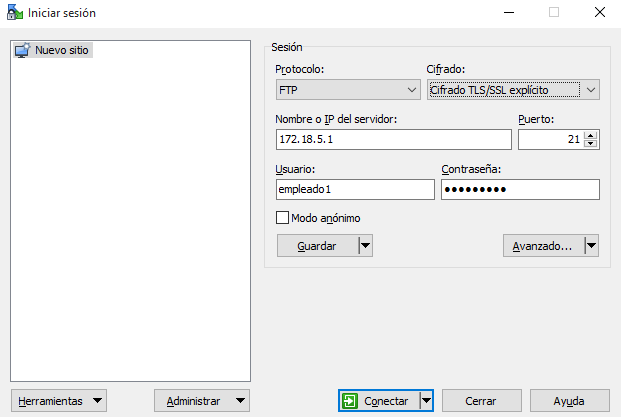 Iniciar sesión
Nuevo sitio
Sesión
Protocolo:
Cifrado:
FTP
Cifrado TLS/SSL explícito
Nombre o IP del servidor:
Puerto:
172.18.5.1
21
Usuario:
Contraseña:
empleado1
●●●●●●●●●
Modo anónimo
Guardar
Avanzado...
Herramientas
Administrar
Conectar
Cerrar
Ayuda